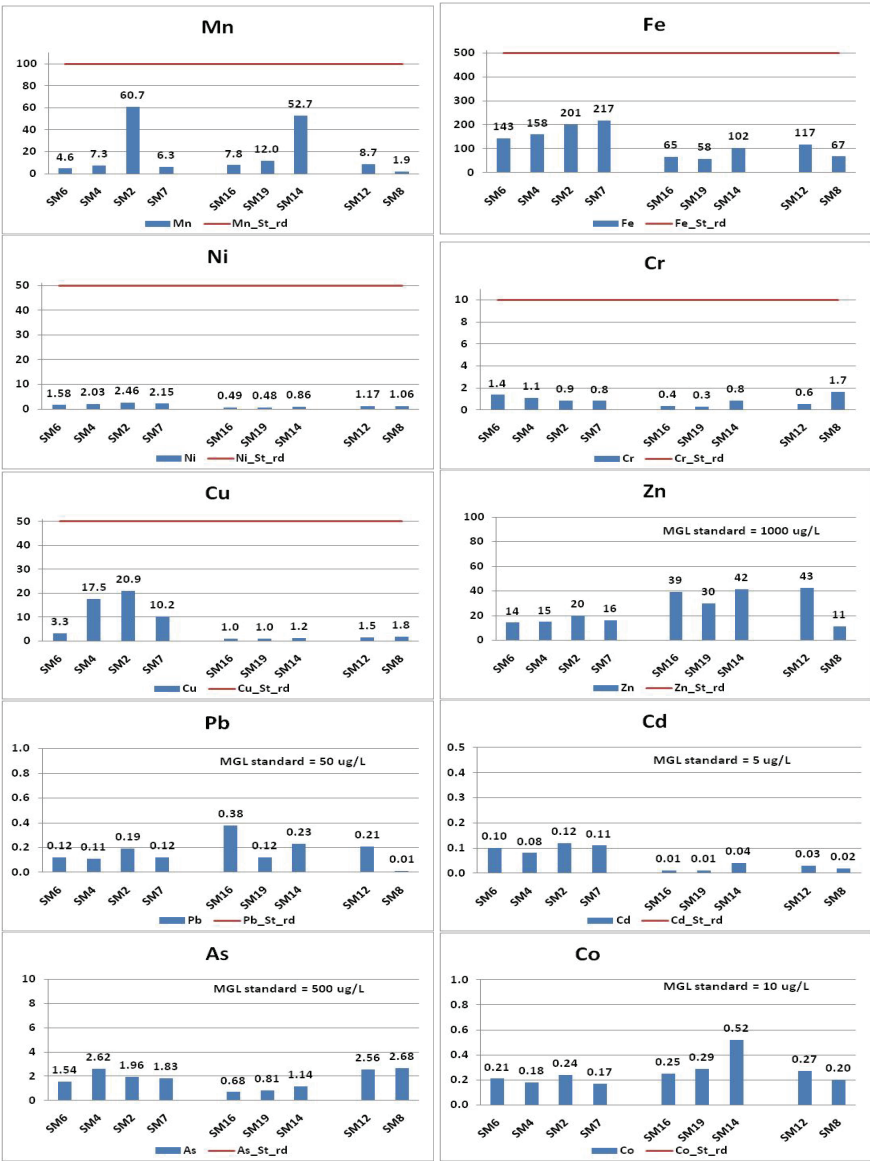 Mn
100
80
60
40
20
0
4.6 7.3 60.7 6.3 7.8 12.0 52.7 8.7 1.9
SM6 SM4 SM2 SM7 SM16 SM19 SM14 SM12 SM8
Mn Mn_St_rd
Fe
500
400
300
200
100
0
143 158 201 217 65 58 102 117 67
SM6 SM4 SM2 SM7 SM16 SM19 SM14 SM12 SM8
Fe Fe_St_rd
Ni
50
40
30
20
10
0
1.58 2.03 2.46 2.15 0.49 0.48 0.86 1.17 1.06
SM6 SM4 SM2 SM7 SM16 SM19 SM14 SM12 SM8
Ni Ni_St_rd
Cr
10
8
6
4
2
0
1.4 1.1 0.9 0.8 0.4 0.3 0.8 0.6 1.7
SM6 SM4 SM2 SM7 SM16 SM19 SM14 SM12 SM8
Cr Cr_St_rd
Cu
50
40
30
20
10
0
3.3 17.5 20.9 10.2 1.0 1.0 1.2 1.5 1.8
SM6 SM4 SM2 SM7 SM16 SM19 SM14 SM12 SM8
Cu Cu_St_rd
Zn
MGL standard = 1000 ug/L
100
80
60
40
20
0
14 15 20 16 39 30 42 43 11
SM6 SM4 SM2 SM7 SM16 SM19 SM14 SM12 SM8
Zn Zn_St_rd
Pb
MGL standard = 50 ug/L
1.0
0.8
0.6
0.4
0.2
0.0
0.12 0.11 0.19 0.12 0.38 0.12 0.23 0.21 0.01
SM6 SM4 SM2 SM7 SM16 SM19 SM14 SM12 SM8
Pb Pb_St_rd
Cd
MGL standard = 5 ug/L
0.5
0.4
0.3
0.2
0.1
0.0
0.10 0.08 0.12 0.11 0.01 0.01 0.04 0.03 0.02
SM6 SM4 SM2 SM7 SM16 SM19 SM14 SM12 SM8
Cd Cd_St_rd
As
MGL standard = 500 ug/L
10
8
6
4
2
0
1.54 2.62 1.96 1.83 0.68 0.81 1.14 2.56 2.68
SM6 SM4 SM2 SM7 SM16 SM19 SM14 SM12 SM8
As As_St_rd
Co
MGL standard = 10 ug/L
1.0
0.8
0.6
0.4
0.2
0.0
0.21 0.18 0.24 0.17 0.25 0.29 0.52 0.27 0.20
SM6 SM4 SM2 SM7 SM16 SM19 SM14 SM12 SM8
Co Co_St_rd